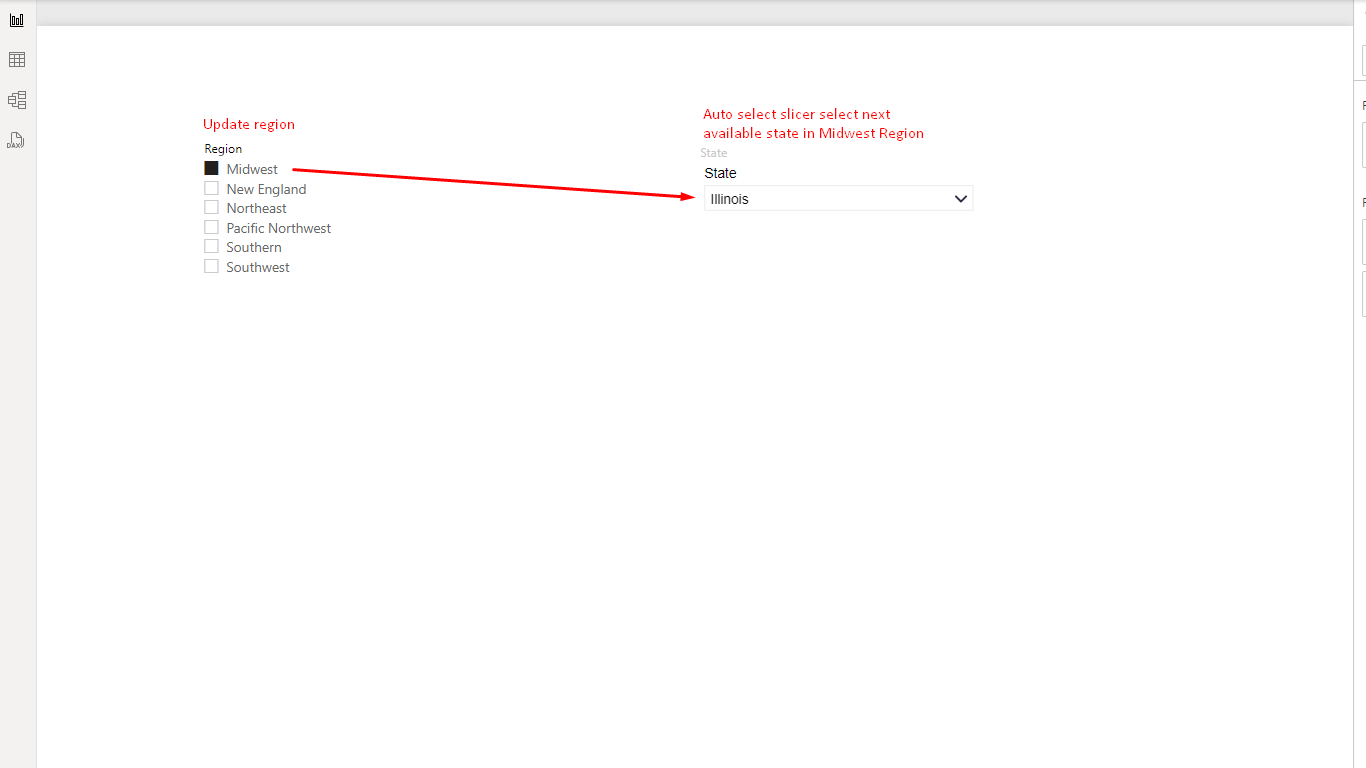 Update region
Region
Midwest
New England
Northeast
Pacific Northwest
Southern
Southwest
Auto select slicer select next
available state in Midwest Region
State
State
Illinois
DAX